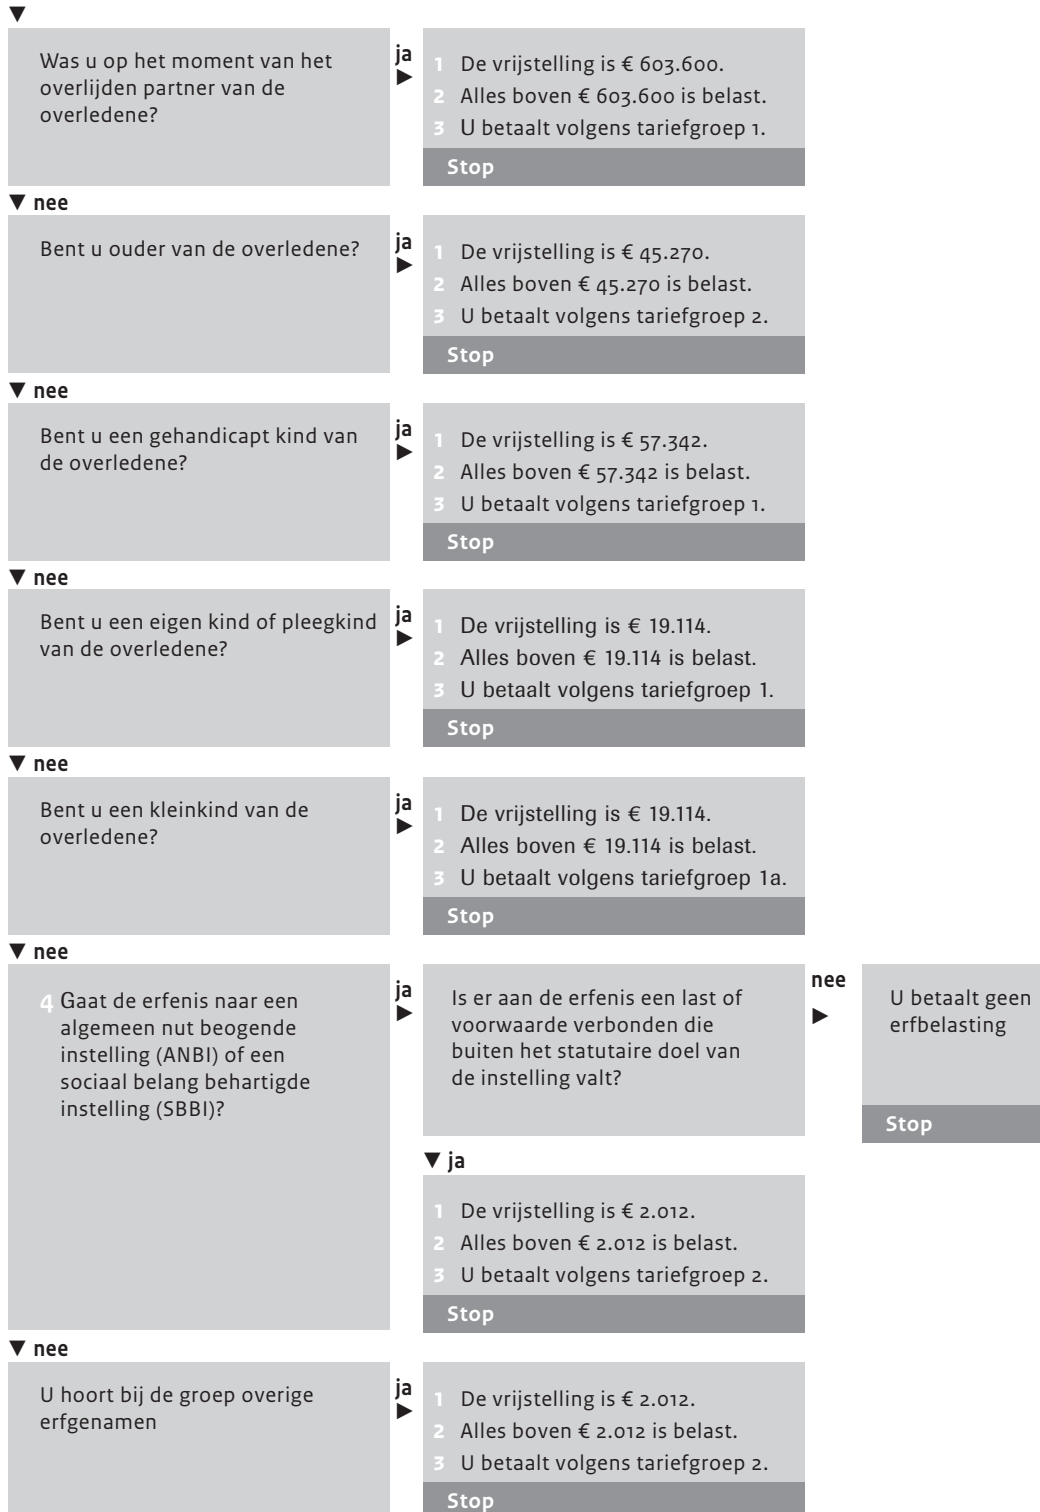 ▼
Was u op het moment van het
overlijden partner van de
overledene?
ja
►
1 De vrijstelling is € 603.600.
2 Alles boven € 603.600 is belast.
3 U betaalt volgens tariefgroep 1.
Stop
▼ nee
Bent u ouder van de overledene?
ja
►
1 De vrijstelling is € 45.270.
2 Alles boven € 45.270 is belast.
3 U betaalt volgens tariefgroep 2.
Stop
▼ nee
Bent u een gehandicapt kind van
de overledene?
ja
►
1 De vrijstelling is € 57.342.
2 Alles boven € 57.342 is belast.
3 U betaalt volgens tariefgroep 1.
Stop
▼ nee
Bent u een eigen kind of pleegkind
van de overledene?
ja
►
1 De vrijstelling is € 19.114.
2 Alles boven € 19.114 is belast.
3 U betaalt volgens tariefgroep 1.
Stop
▼ nee
Bent u een kleinkind van de
overledene?
ja
►
1 De vrijstelling is € 19.114.
2 Alles boven € 19.114 is belast.
3 U betaalt volgens tariefgroep 1a.
Stop
▼ nee
4 Gaat de erfenis naar een
algemeen nut beogende
instelling (ANBI) of een
sociaal belang behartigde
instelling (SBBI)?
ja
►
Is er aan de erfenis een last of
voorwaarde verbonden die
buiten het statutaire doel van
de instelling valt?
nee
►
U betaalt geen
erfbelasting
Stop
▼ ja
1 De vrijstelling is € 2.012.
2 Alles boven € 2.012 is belast.
3 U betaalt volgens tariefgroep 2.
Stop
▼ nee
U hoort bij de groep overige
erfgenamen
ja
►
1 De vrijstelling is € 2.012.
2 Alles boven € 2.012 is belast.
3 U betaalt volgens tariefgroep 2.
Stop